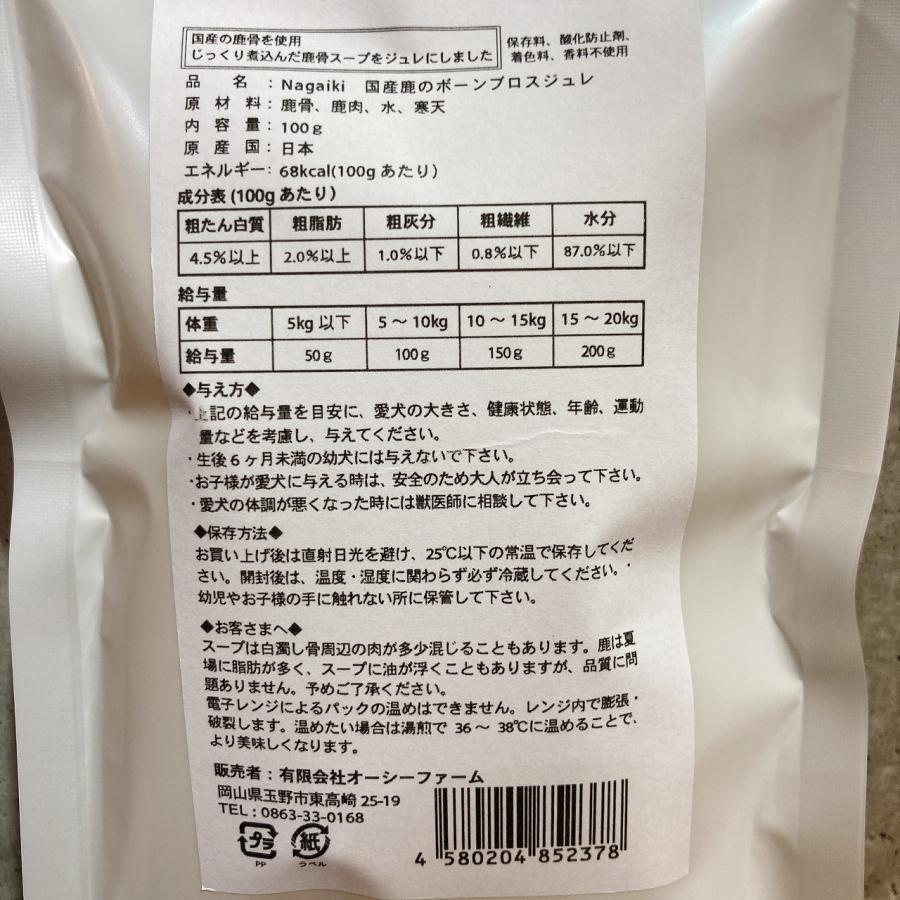 国産の鹿骨を使用
じっくり煮込んだ鹿骨スープをジュレにしました
保存料、酸化防止剤、
着色料、香料不使用
品名：Nagaiki 国産鹿のボーンブロスジュレ
原材料：鹿骨、鹿肉、水、寒天
内容量：100g
原産国：日本
エネルギー：68kcal(100gあたり)
成分表(100gあたり)
粗たん白質 粗脂肪 粗灰分 粗繊維 水分
4.5%以上 2.0%以上 1.0%以下 0.8%以下 87.0%以下
給与量
体重 5kg以下 5～10kg 10～15kg 15～20kg
給与量 50g 100g 150g 200g
◆与え方◆
・上記の給与量を目安に、愛犬の大きさ、健康状態、年齢、運動
量などを考慮し、与えてください。
・生後6ヶ月未満の幼犬には与えないで下さい。
・お子様が愛犬に与える時は、安全のため大人が立ち会って下さい。
・愛犬の体調が悪くなった時には獣医師に相談して下さい。
◆保存方法◆
お買い上げ後は直射日光を避け、25℃以下の常温で保存してくだ
さい。開封後は、温度・湿度に関わらず必ず冷蔵してください。
幼児やお子様の手に触れない所に保管して下さい。
◆お客さまへ◆
スープは白濁し骨周辺の肉が多少混じることもあります。鹿は夏
場に脂肪が多く、スープに油が浮くこともありますが、品質に問
題ありません。予めご了承ください。
電子レンジによるパックの温めはできません。レンジ内で膨張・
破裂します。温めたい場合は湯煎で 36～38℃に温めることで、
より美味しくなります。
販売者：有限会社オーシーファーム
岡山県玉野市東高崎 25-19
TEL：0863-33-0168
プラ
PP
紙
ラベル
4 580204 852378